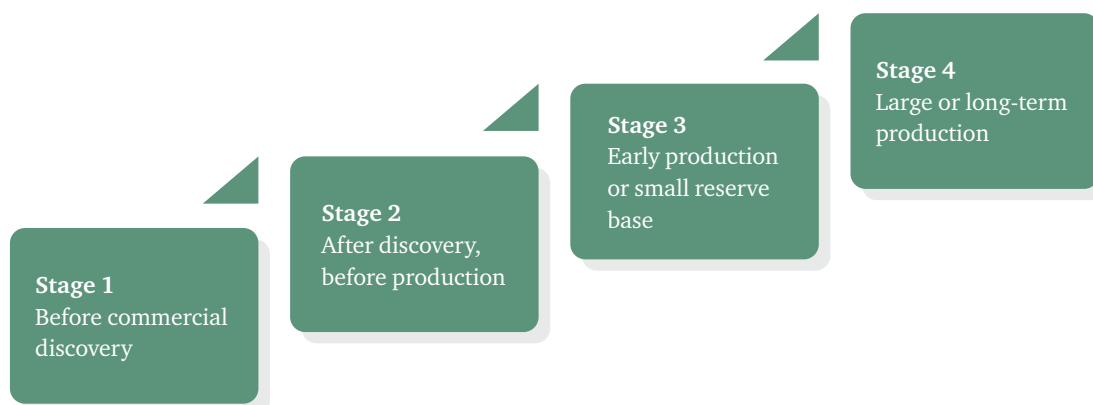 Stage 1
Before commercial
discovery
Stage 2
After discovery,
before production
Stage 3
Early production
or small reserve
base
Stage 4
Large or long-term
production